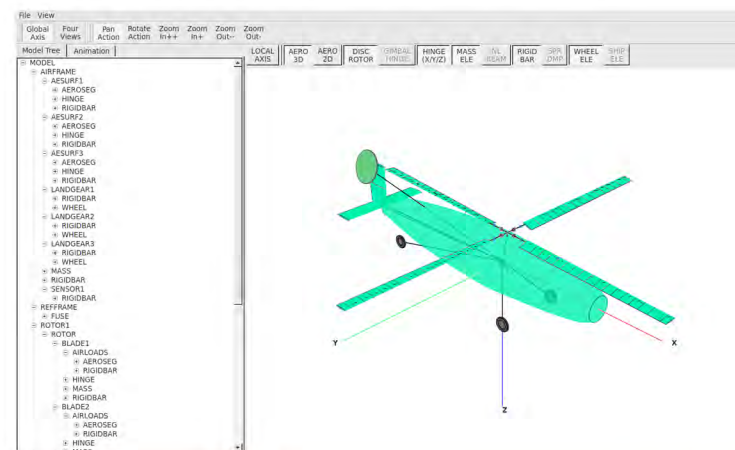 File View
Global Axis
Four Views
Pan Action
Rotate Action
Zoom In++
Zoom In+
Zoom Out--
Zoom Out-
Model Tree
Animation
LOCAL AXIS
AERO 3D
AERO 2D
DISC ROTOR
GIMBAL HINGE
HINGE (X/Y/Z)
MASS ELE
NL BEAM
RIGID BAR
SPR DMP
WHEEL ELE
SHIP ELE
MODEL
AIRFRAME
AESURF1
AEROSEG
HINGE
RIGIDBAR
AESURF2
AEROSEG
HINGE
RIGIDBAR
AESURF3
AEROSEG
HINGE
RIGIDBAR
LANDGEAR1
RIGIDBAR
WHEEL
LANDGEAR2
RIGIDBAR
WHEEL
LANDGEAR3
RIGIDBAR
WHEEL
MASS
RIGIDBAR
SENSOR1
RIGIDBAR
REFFRAME
FUSE
ROTOR1
ROTOR
BLADE1
AIRLOADS
AEROSEG
RIGIDBAR
HINGE
MASS
RIGIDBAR
BLADE2
AIRLOADS
AEROSEG
RIGIDBAR
HINGE
Y
X
Z